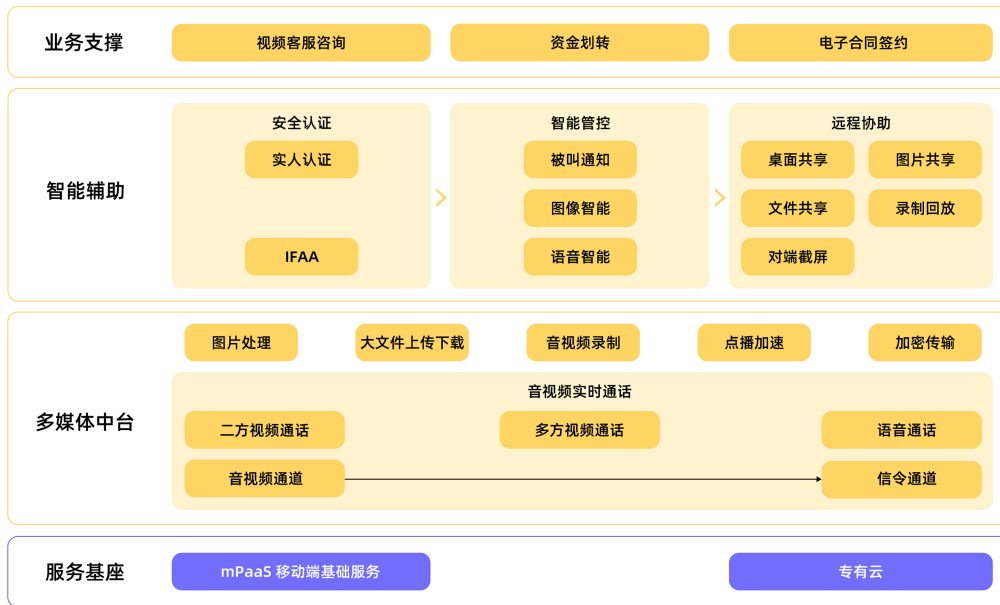 业务支撑
视频客服咨询
资金划转
电子合同签约
智能辅助
安全认证
实人认证
IFAA
智能管控
被叫通知
图像智能
语音智能
远程协助
桌面共享
图片共享
文件共享
录制回放
对端截屏
多媒体中台
图片处理
大文件上传下载
音视频录制
点播加速
加密传输
音视频实时通话
二方视频通话
多方视频通话
语音通话
音视频通道
信令通道
服务基座
mPaaS 移动端基础服务
专有云